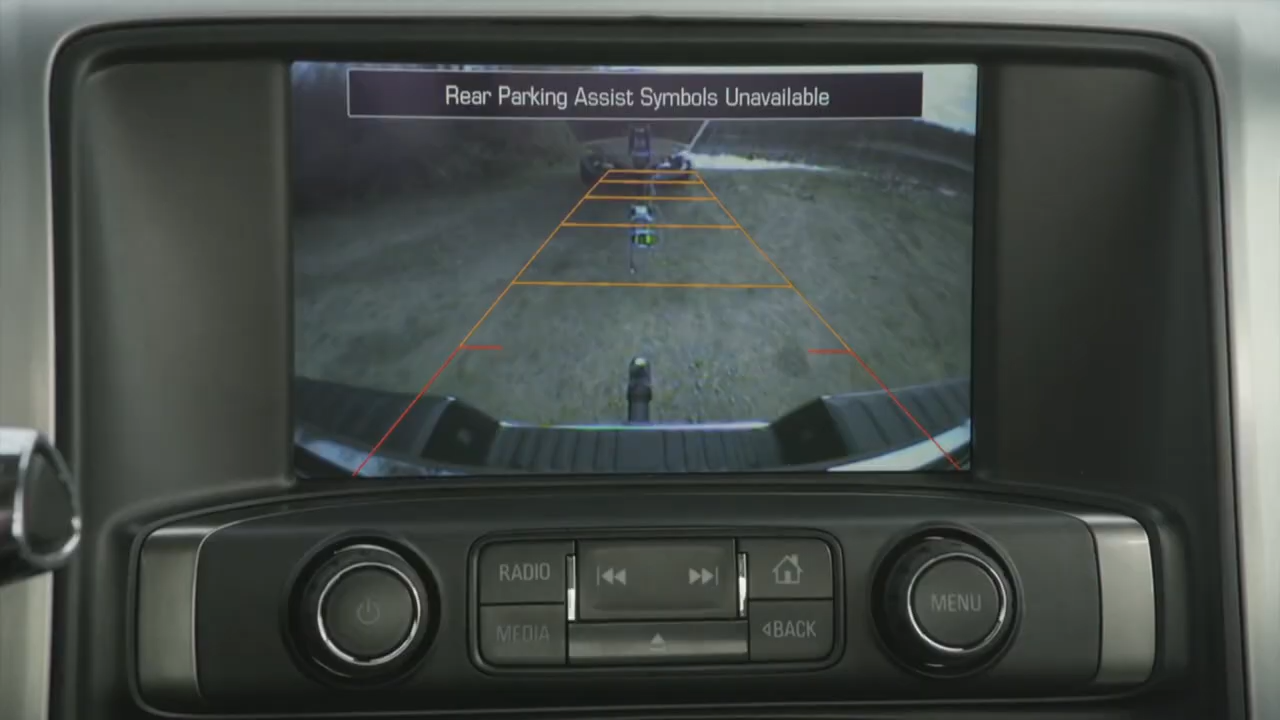 Rear Parking Assist Symbols Unavailable
RADIO
MEDIA
MENU
BACK